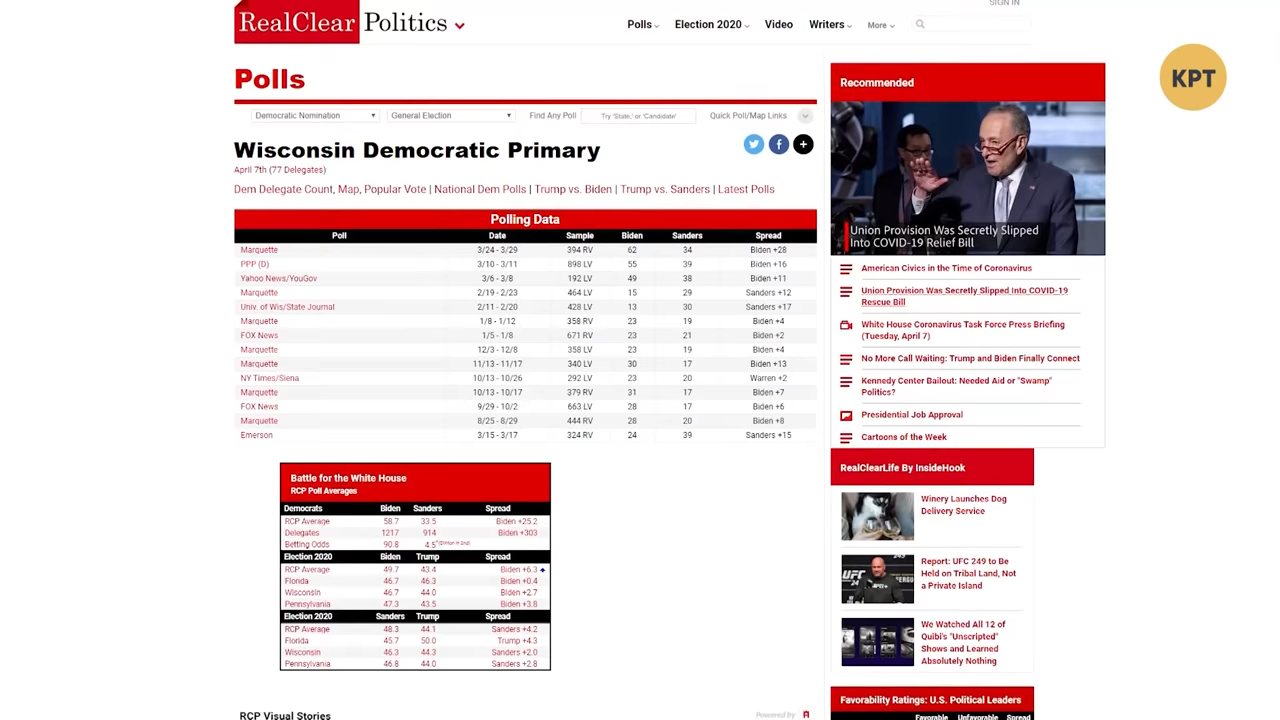 SIGN IN
RealClear Politics
Polls
Election 2020
Video
Writers
More
KPT
Polls
Democratic Nomination
General Election
Find Any Poll
Try 'State,' or 'Candidate'
Quick Poll/Map Links
Wisconsin Democratic Primary
April 7th (77 Delegates)
Dem Delegate Count, Map, Popular Vote | National Dem Polls | Trump vs. Biden | Trump vs. Sanders | Latest Polls
Polling Data
Poll Date Sample Biden Sanders Spread
Marquette 3/24 - 3/29 394 RV 62 34 Biden +28
PPP (D) 3/10 - 3/11 898 LV 55 39 Biden +16
Yahoo News/YouGov 3/6 - 3/8 192 LV 49 38 Biden +11
Marquette 2/19 - 2/23 464 LV 15 29 Sanders +12
Univ. of Wis/State Journal 2/11 - 2/20 428 LV 13 30 Sanders +17
Marquette 1/8 - 1/12 358 RV 23 19 Biden +4
FOX News 1/5 - 1/8 671 RV 23 21 Biden +2
Marquette 12/3 - 12/8 358 LV 23 19 Biden +4
Marquette 11/13 - 11/17 340 LV 30 17 Biden +13
NY Times/Siena 10/13 - 10/26 292 LV 23 20 Warren +2
Marquette 10/13 - 10/17 379 RV 31 17 Biden +7
FOX News 9/29 - 10/2 663 LV 28 17 Biden +6
Marquette 8/25 - 8/29 444 RV 28 20 Biden +8
Emerson 3/15 - 3/17 324 RV 24 39 Sanders +15
Battle for the White House
RCP Poll Averages
Democrats Biden Sanders Spread
RCP Average 58.7 33.5 Biden +25.2
Delegates 1217 914 Biden +303
Betting Odds 90.8 4.5
Election 2020 Biden Trump Spread
RCP Average 49.7 43.4 Biden +6.3
Florida 46.7 46.3 Biden +0.4
Wisconsin 46.7 44.0 Biden +2.7
Pennsylvania 47.3 43.5 Biden +3.8
Election 2020 Sanders Trump Spread
RCP Average 48.3 44.1 Sanders +4.2
Florida 45.7 50.0 Trump +4.3
Wisconsin 46.3 44.3 Sanders +2.0
Pennsylvania 46.8 44.0 Sanders +2.8
RCP Visual Stories
Powered by
Recommended
Union Provision Was Secretly Slipped
Into COVID-19 Relief Bill
American Civics in the Time of Coronavirus
Union Provision Was Secretly Slipped Into COVID-19
Rescue Bill
White House Coronavirus Task Force Press Briefing
(Tuesday, April 7)
No More Call Waiting: Trump and Biden Finally Connect
Kennedy Center Bailout: Needed Aid or "Swamp"
Politics?
Presidential Job Approval
Cartoons of the Week
RealClearLife By InsideHook
Winery Launches Dog
Delivery Service
Report: UFC 249 to Be
Held on Tribal Land, Not
a Private Island
UFC
We Watched All 12 of
Quibi's "Unscripted"
Shows and Learned
Absolutely Nothing
Favorability Ratings: U.S. Political Leaders
Favorable Unfavorable Spread